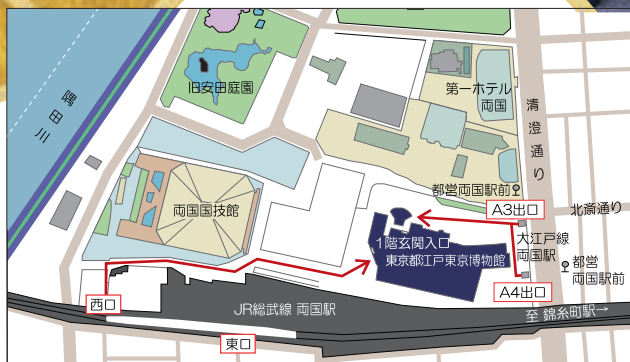 旧安田庭園
隅田川
第一ホテル
両国
清澄通り
都営両国駅前
両国国技館
A3出口
北斎通り
1階玄関入口
東京都江戸東京博物館
大江戸線
両国駅
都営
両国駅前
A4出口
西口
JR総武線 両国駅
至 錦糸町駅→
東口